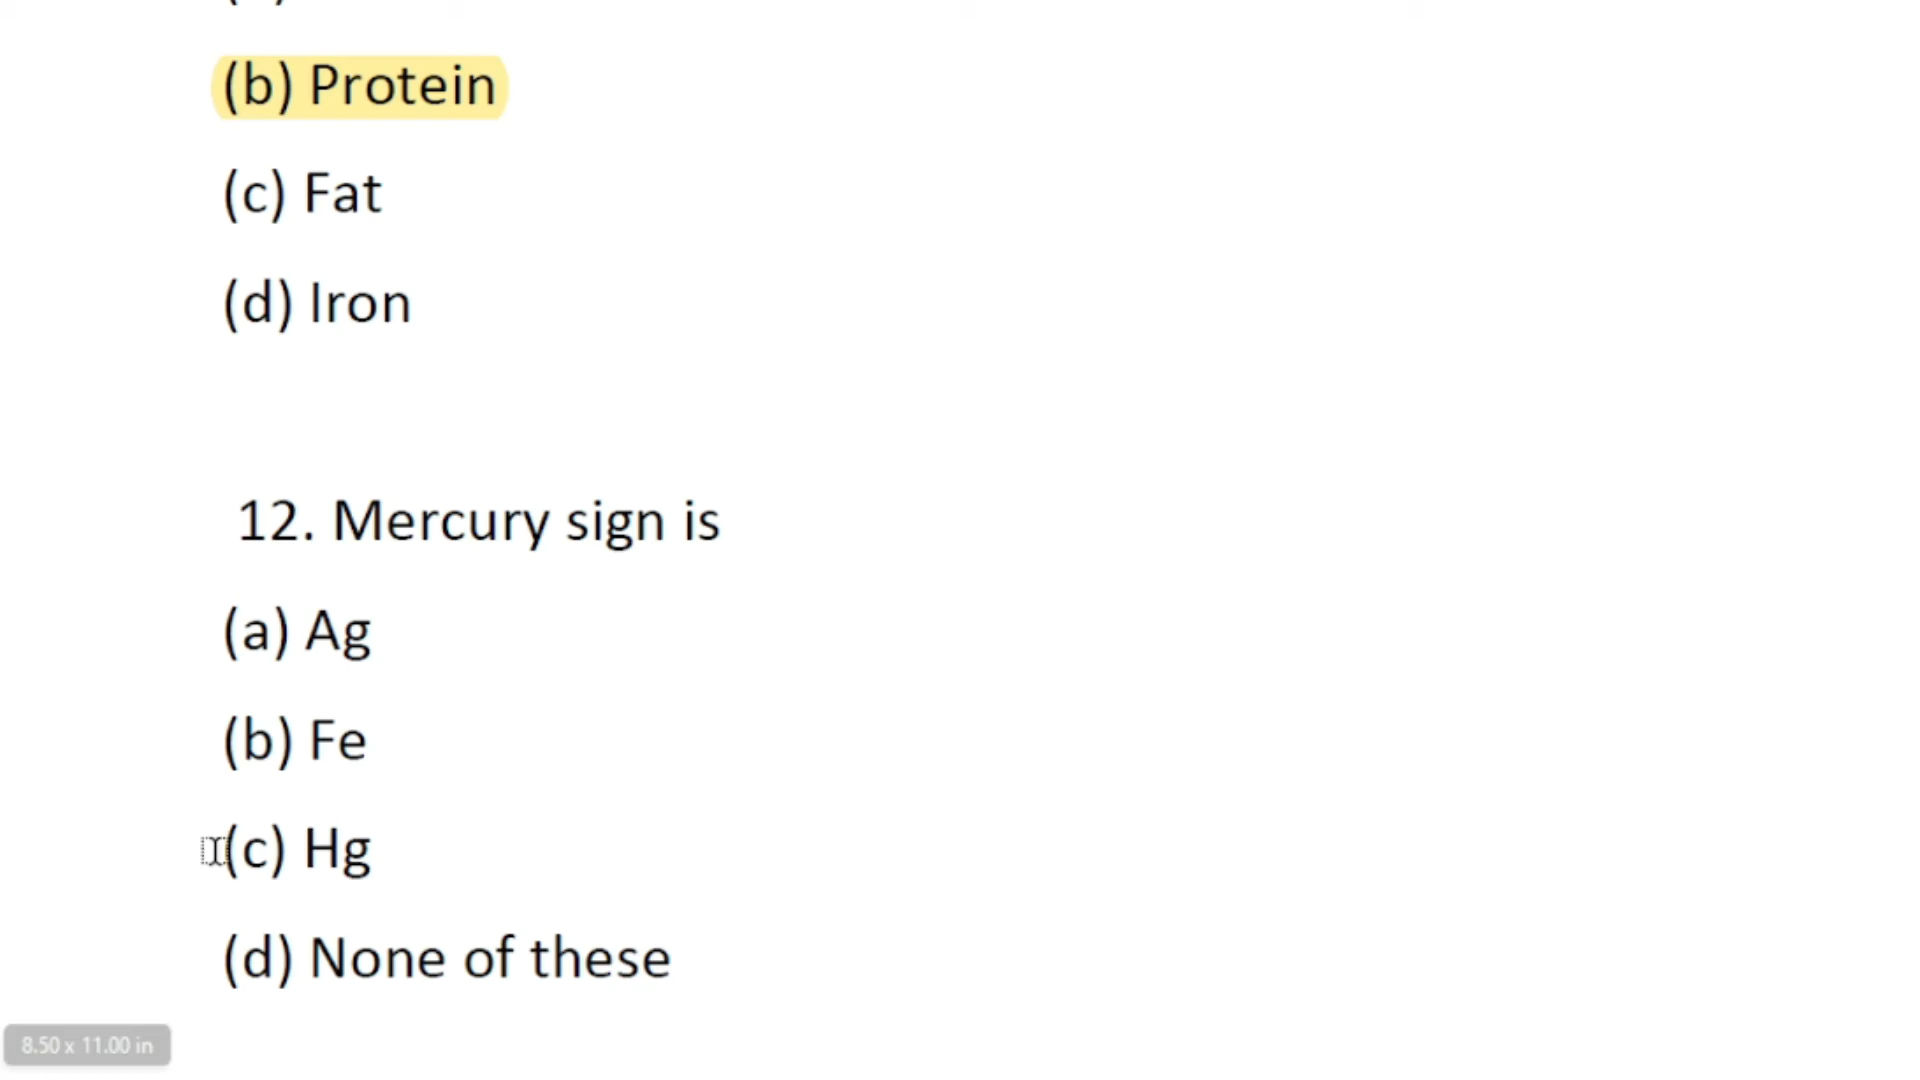 (b) Protein
(c) Fat
(d) Iron
12. Mercury sign is
(a) Ag
(b) Fe
(c) Hg
(d) None of these
8.50 x 11.00 in